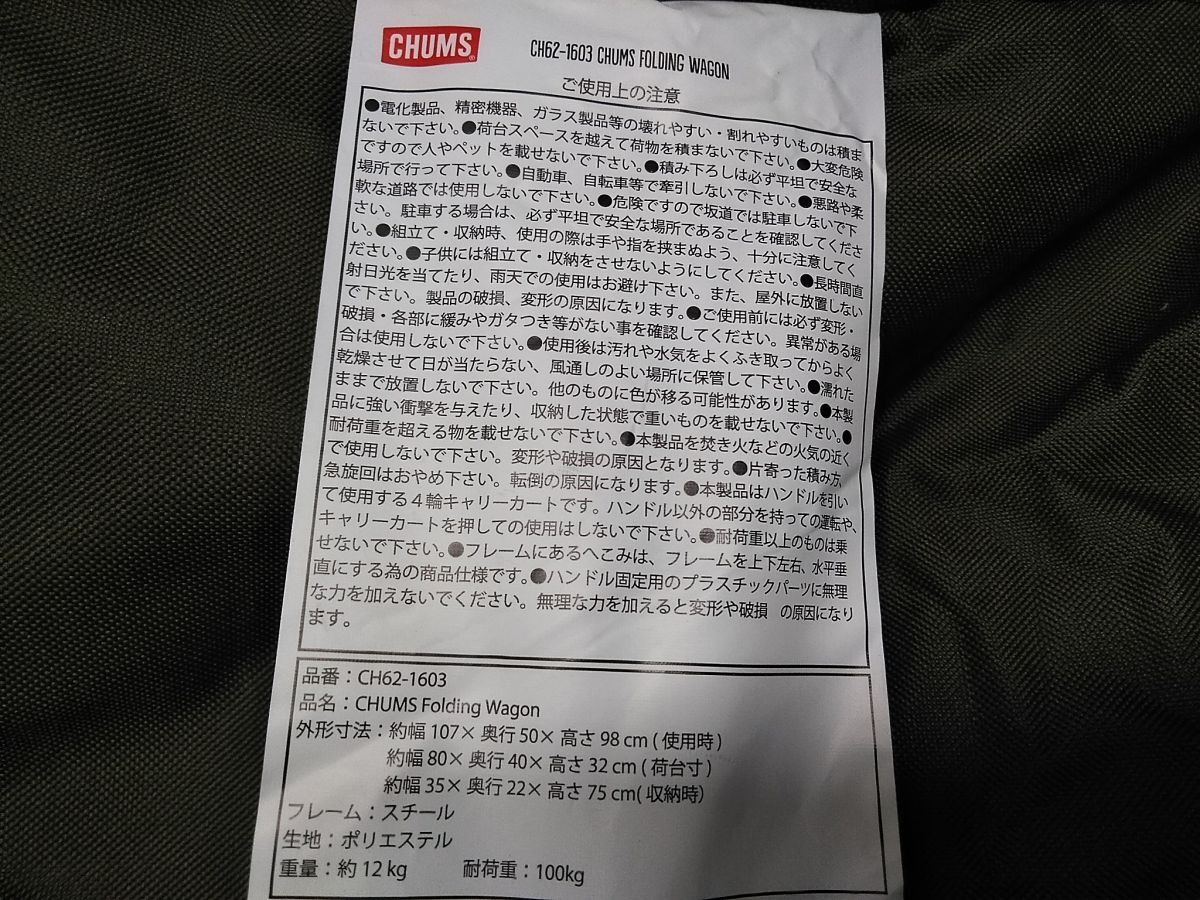 CHUMS
CH62-1603 CHUMS FOLDING WAGON
ご使用上の注意
●電化製品、精密機器、ガラス製品等の壊れやすい・割れやすいものは積ま
ないで下さい。●荷台スペースを越えて荷物を積まないで下さい。●大変危険
ですので人やペットを載せないで下さい。●積み下ろしは必ず平坦で安全な
場所で行って下さい。●自動車、自転車等で牽引しないで下さい。●悪路や柔
軟な道路では使用しないで下さい。●危険ですので坂道では駐車しないで下
さい。駐車する場合は、必ず平坦で安全な場所であることを確認してくださ
い。●組立て・収納時、使用の際は手や指を挟まぬよう、十分に注意してく
ださい。●子供には組立て・収納をさせないようにしてください。●長時間直
射日光を当てたり、雨天での使用はお避け下さい。また、屋外に放置しない
で下さい。製品の破損、変形の原因になります。●ご使用前には必ず変形・
破損・各部に緩みやガタつき等がない事を確認してください。異常がある場
合は使用しないで下さい。●使用後は汚れや水気をよくふき取ってからよく
乾燥させて日が当たらない、風通しのよい場所に保管して下さい。●濡れた
ままで放置しないで下さい。他のものに色が移る可能性があります。●本製
品に強い衝撃を与えたり、収納した状態で重いものを載せないで下さい。●
耐荷重を超える物を載せないで下さい。●本製品を焚き火などの火気の近く
で使用しないで下さい。変形や破損の原因となります。●片寄った積み方、
急旋回はおやめ下さい。転倒の原因になります。●本製品はハンドルを引い
て使用する４輪キャリーカートです。ハンドル以外の部分を持っての運転や、
キャリーカートを押しての使用はしないで下さい。●耐荷重以上のものは乗
せないで下さい。●フレームにあるへこみは、フレームを上下左右、水平垂
直にする為の商品仕様です。●ハンドル固定用のプラスチックパーツに無理
な力を加えないでください。無理な力を加えると変形や破損 の原因になり
ます。
品番：CH62-1603
品名：CHUMS Folding Wagon
外形寸法：約幅 107× 奥行 50× 高さ 98 cm ( 使用時 )
約幅 80× 奥行 40× 高さ 32 cm ( 荷台寸 )
約幅 35× 奥行 22× 高さ 75 cm( 収納時)
フレーム：スチール
生地：ポリエステル
重量：約 12 kg 耐荷重：100kg